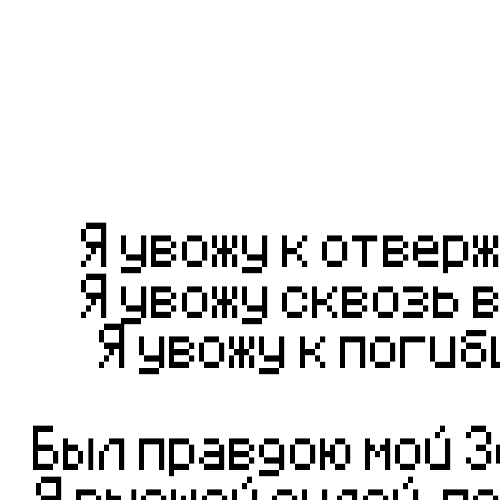 Я увожу к отверж
Я увожу сквозь в
Я увожу к погиб
Был правдою мой З